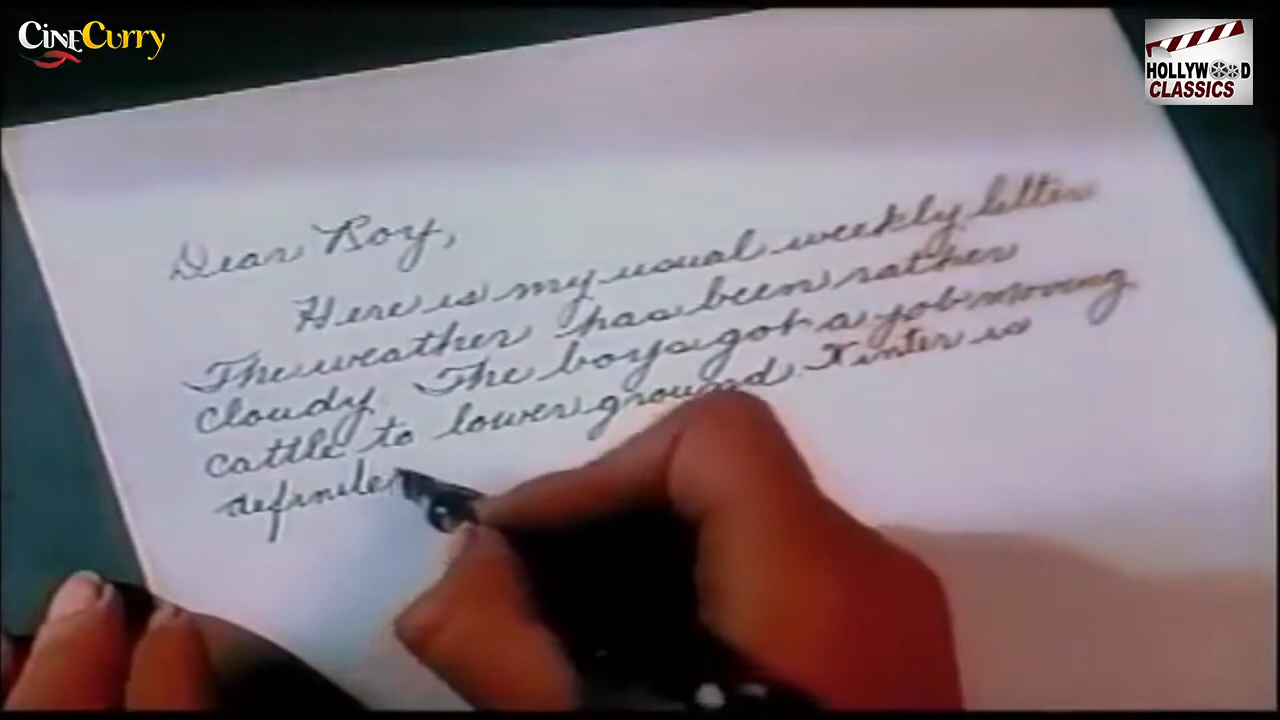 CineCurry
HOLLYWOOD
CLASSICS
Dear Roy,
Here is my usual weekly letter
The weather has been rather
cloudy. The boys got a job moving
cattle to lower ground. Winter is
definite